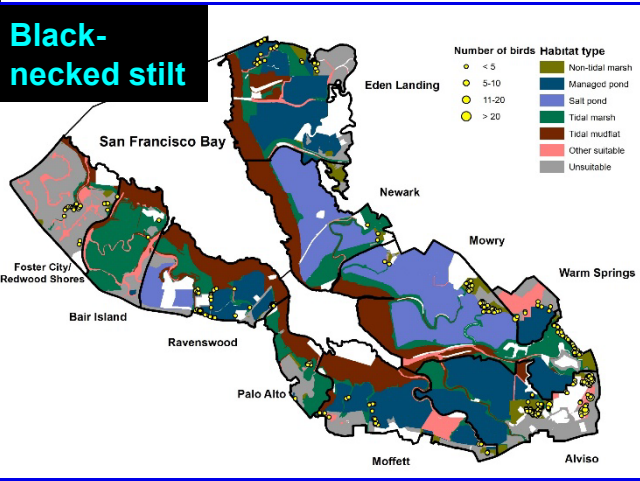 Black-
necked stilt
Number of birds
< 5
5-10
11-20
> 20
Habitat type
Non-tidal marsh
Managed pond
Salt pond
Tidal marsh
Tidal mudflat
Other suitable
Unsuitable
Eden Landing
San Francisco Bay
Newark
Mowry
Warm Springs
Foster City/
Redwood Shores
Bair Island
Ravenswood
Palo Alto
Moffett
Alviso